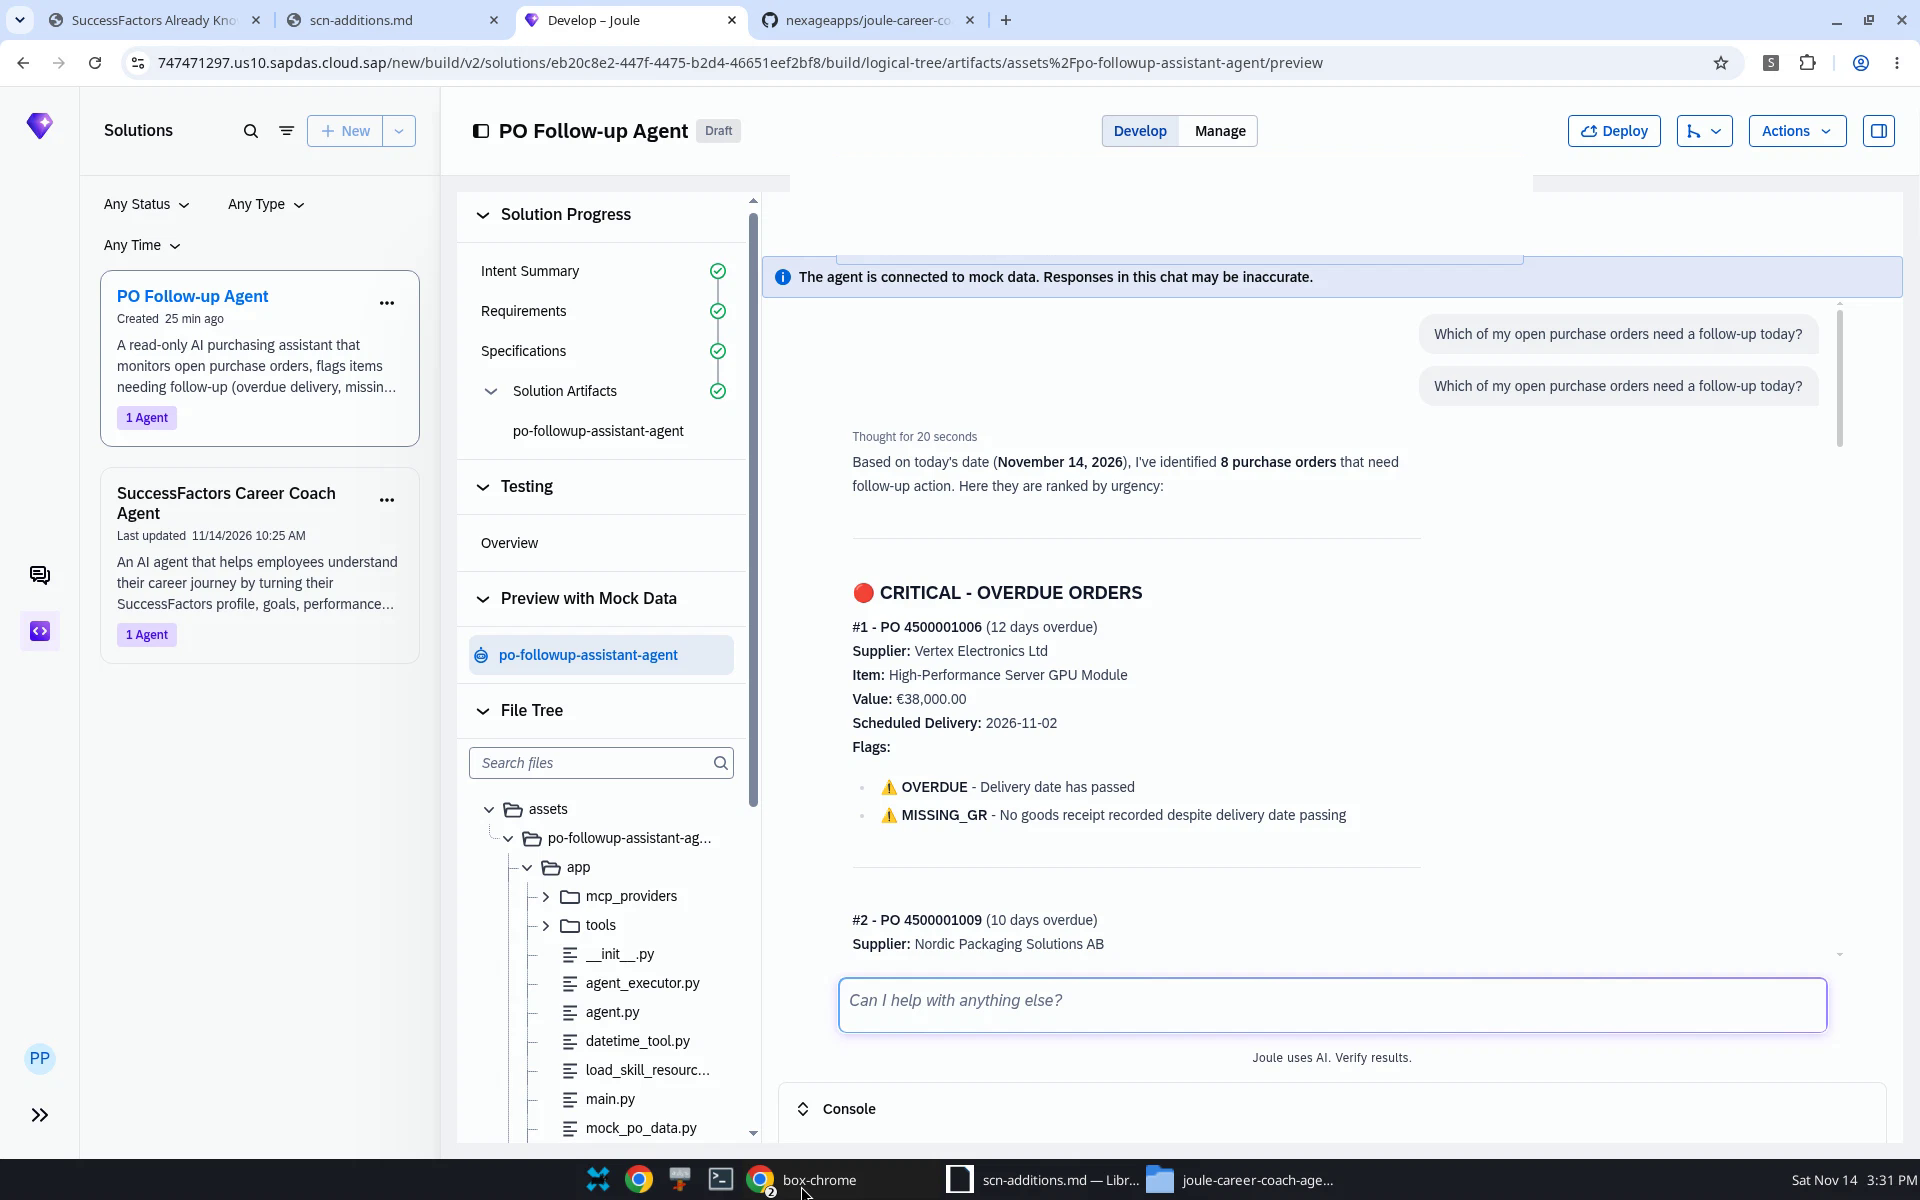 SuccessFactors Already Kno
scn-additions.md
Develop – Joule
nexageapps/joule-career-co
747471297.us10.sapdas.cloud.sap/new/build/v2/solutions/eb20c8e2-447f-4475-b2d4-46651eef2bf8/build/logical-tree/artifacts/assets%2Fpo-followup-assistant-agent/preview
S
Solutions
New
Any Status
Any Type
Any Time
PO Follow-up Agent
Created 25 min ago
A read-only AI purchasing assistant that
monitors open purchase orders, flags items
needing follow-up (overdue delivery, missin...
1 Agent
SuccessFactors Career Coach
Agent
Last updated 11/14/2026 10:25 AM
An AI agent that helps employees understand
their career journey by turning their
SuccessFactors profile, goals, performance...
1 Agent
PP
PO Follow-up Agent
Draft
Develop
Manage
Deploy
Actions
Solution Progress
Intent Summary
Requirements
Specifications
Solution Artifacts
po-followup-assistant-agent
Testing
Overview
Preview with Mock Data
po-followup-assistant-agent
File Tree
Search files
assets
po-followup-assistant-ag...
app
mcp_providers
tools
__init__.py
agent_executor.py
agent.py
datetime_tool.py
load_skill_resourc...
main.py
mock_po_data.py
The agent is connected to mock data. Responses in this chat may be inaccurate.
Which of my open purchase orders need a follow-up today?
Which of my open purchase orders need a follow-up today?
Thought for 20 seconds
Based on today's date (November 14, 2026), I've identified 8 purchase orders that need
follow-up action. Here they are ranked by urgency:
CRITICAL - OVERDUE ORDERS
#1 - PO 4500001006 (12 days overdue)
Supplier: Vertex Electronics Ltd
Item: High-Performance Server GPU Module
Value: €38,000.00
Scheduled Delivery: 2026-11-02
Flags:
OVERDUE - Delivery date has passed
MISSING_GR - No goods receipt recorded despite delivery date passing
#2 - PO 4500001009 (10 days overdue)
Supplier: Nordic Packaging Solutions AB
Can I help with anything else?
Joule uses AI. Verify results.
Console
2
box-chrome
scn-additions.md — Libr...
joule-career-coach-age...
Sat Nov 14 3:31 PM